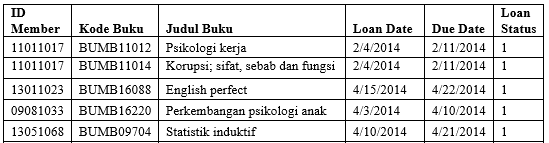 ID Member Kode Buku Judul Buku Loan Date Due Date Loan Status
11011017 BUMB11012 Psikologi kerja 2/4/2014 2/11/2014 1
11011017 BUMB11014 Korupsi; sifat, sebab dan fungsi 2/4/2014 2/11/2014 1
13011023 BUMB16088 English perfect 4/15/2014 4/22/2014 1
09081033 BUMB16220 Perkembangan psikologi anak 4/3/2014 4/10/2014 1
13051068 BUMB09704 Statistik induktif 4/10/2014 4/21/2014 1